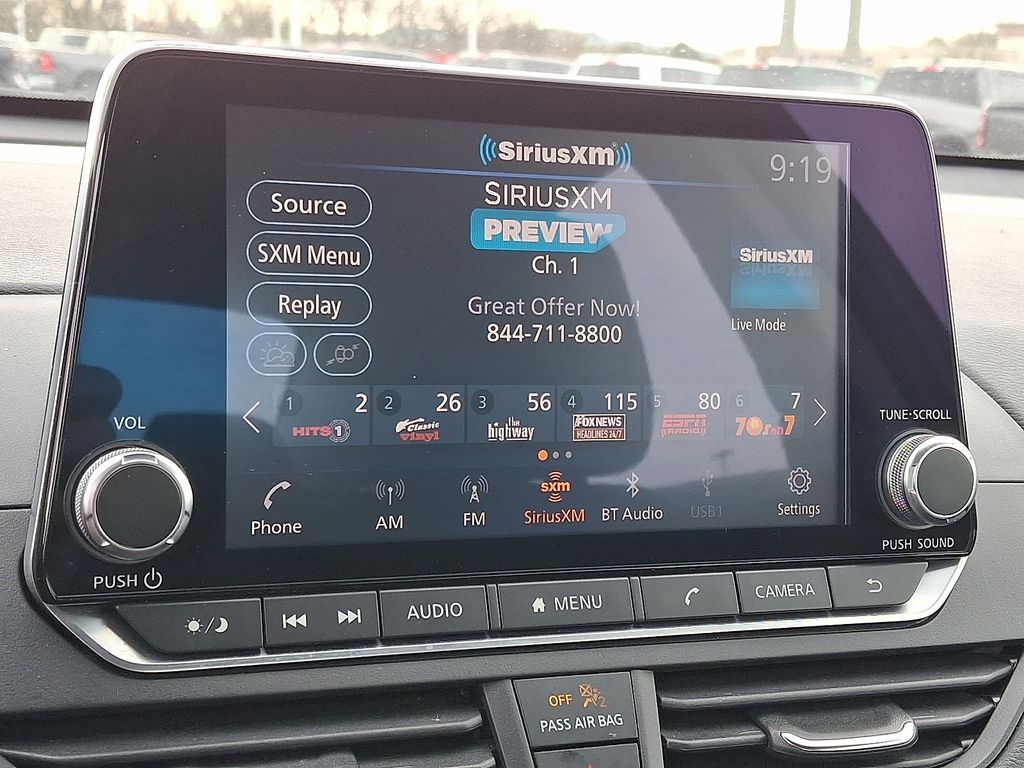 SiriusXM
9:19
Source
SXM Menu
Replay
SIRIUSXM
PREVIEW
Ch. 1
Great Offer Now!
844-711-8800
SiriusXM
Live Mode
1 2 2 26 3 56 4 115 5 80 6 7
HITS 1 Classic vinyl the highway FOX NEWS HEADLINES 24/7 ESPN RADIO 70s on 7
Phone AM FM sxm SiriusXM BT Audio USB1 Settings
VOL
PUSH
TUNE·SCROLL
PUSH SOUND
AUDIO MENU CAMERA
OFF 2
PASS AIR BAG